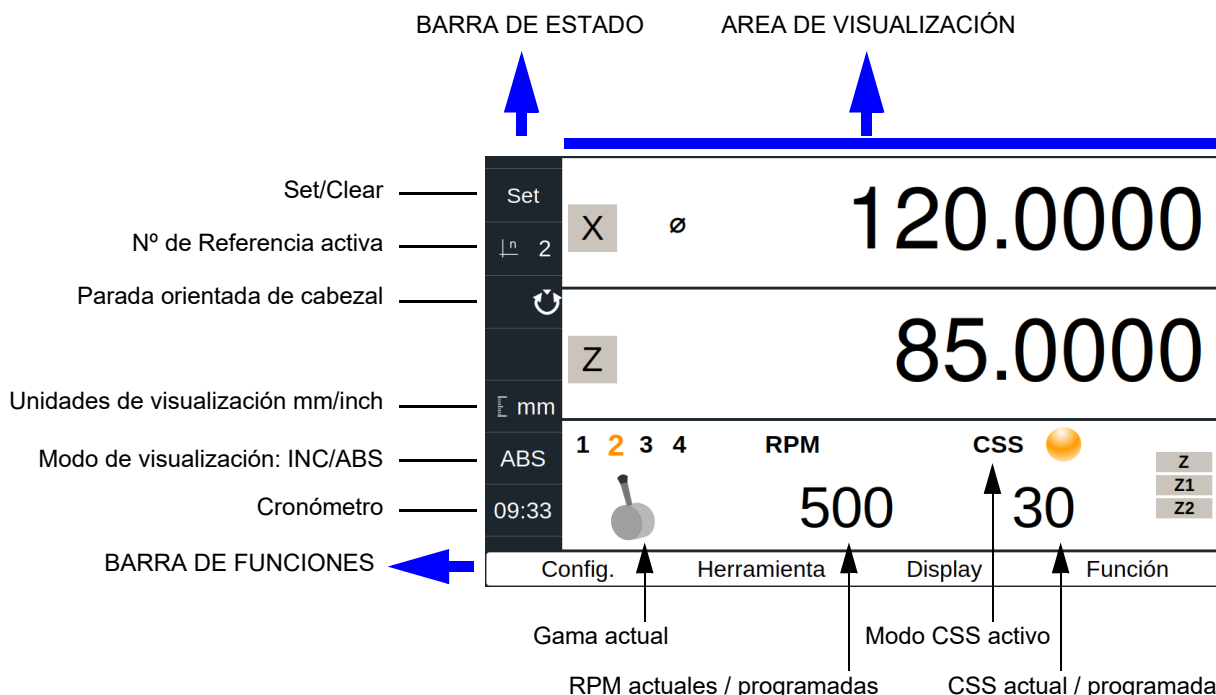 BARRA DE ESTADO
AREA DE VISUALIZACIÓN
Set/Clear
Set
X
ø
120.0000
Nº de Referencia activa
n 2
Parada orientada de cabezal
Z
85.0000
Unidades de visualización mm/inch
mm
Modo de visualización: INC/ABS
ABS
1 2 3 4
RPM
CSS
Z
Z1
Z2
Cronómetro
09:33
500
30
BARRA DE FUNCIONES
Config.
Herramienta
Display
Función
Gama actual
Modo CSS activo
RPM actuales / programadas
CSS actual / programada